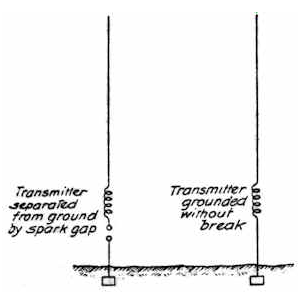 Transmitter
separated
from ground
by spark gap
Transmitter
grounded
without
break